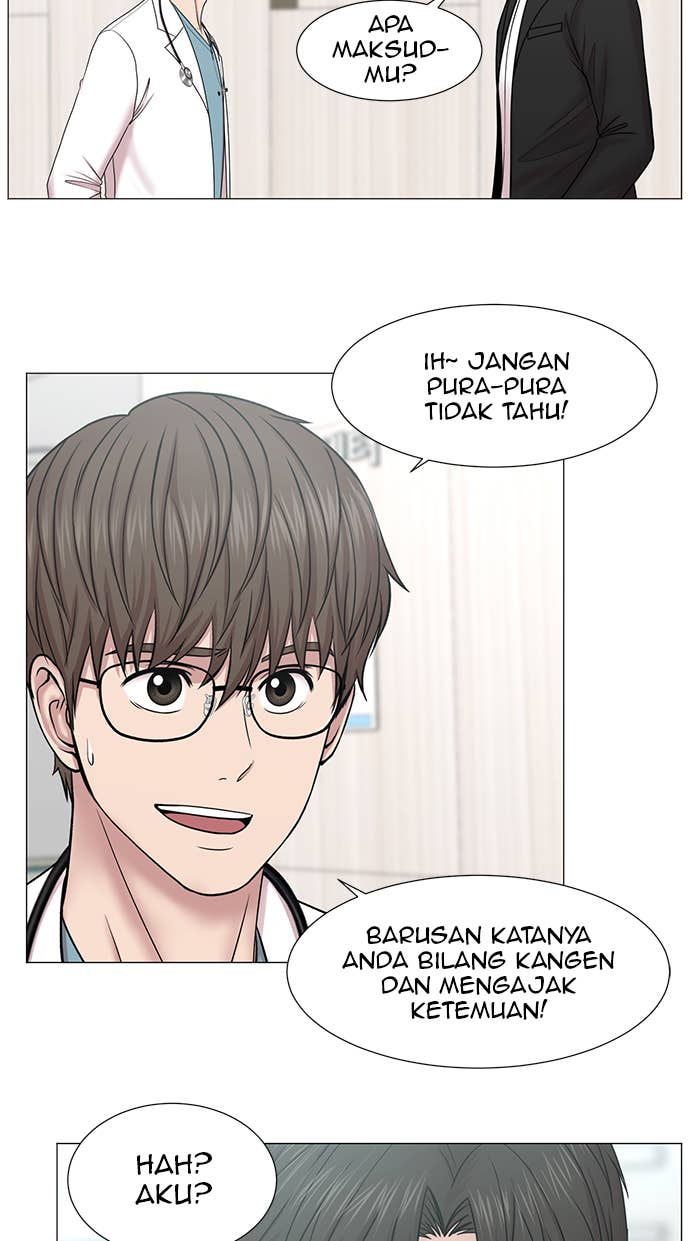 APA
MAKSUD-
MU?
IH~ JANGAN
PURA-PURA
TIDAK TAHU!
BARUSAN KATANYA
ANDA BILANG KANGEN
DAN MENGAJAK
KETEMUAN!
HAH?
AKU?